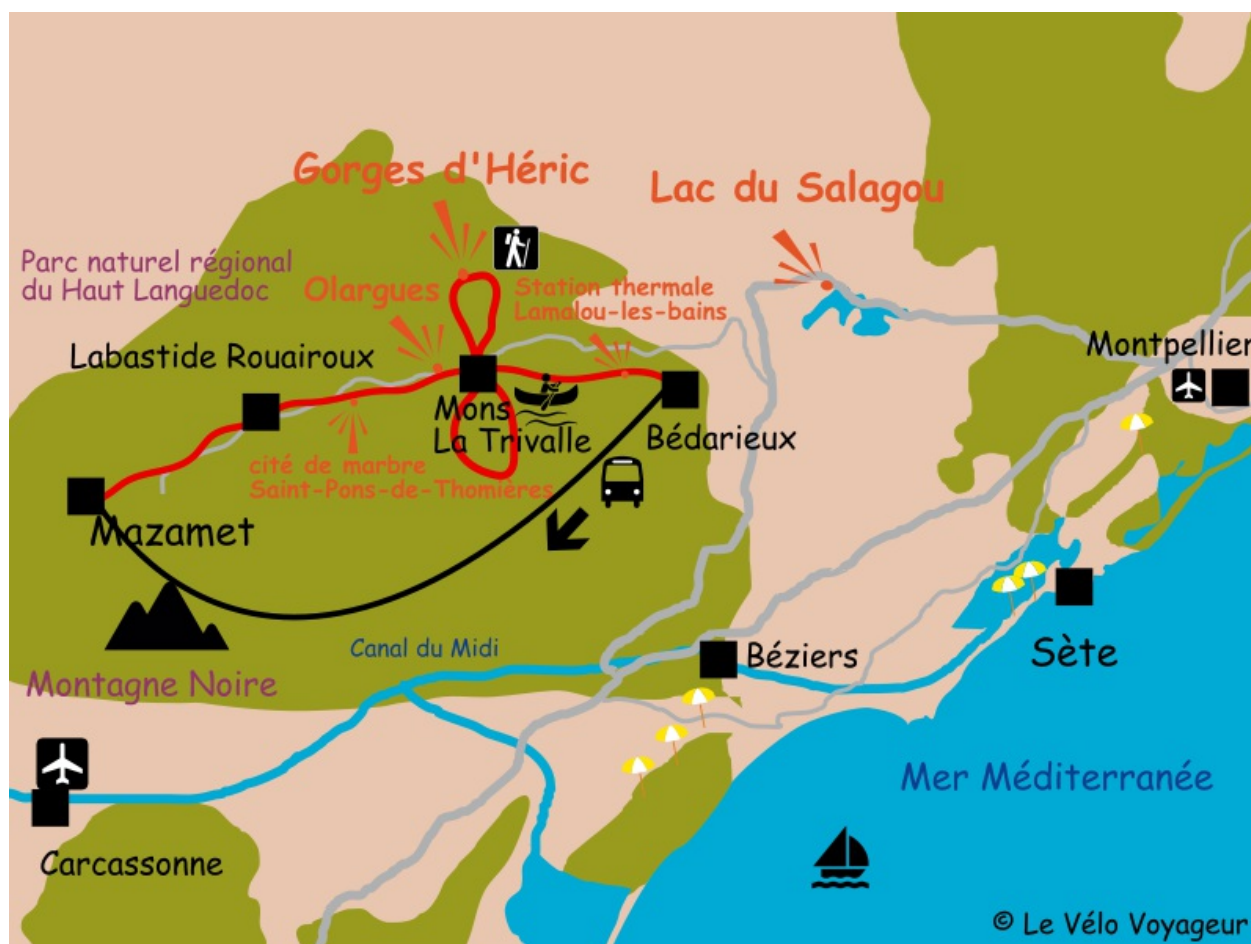 Gorges d'Héric
Lac du Salagou
Parc naturel régional
du Haut Languedoc
Olargues
Station thermale
Lamalou-les-bains
Labastide Rouairoux
Montpellier
Mons
La Trivalle
Bédarieux
cité de marbre
Saint-Pons-de-Thomières
Mazamet
Canal du Midi
Béziers
Sète
Montagne Noire
Mer Méditerranée
Carcassonne
© Le Vélo Voyageur